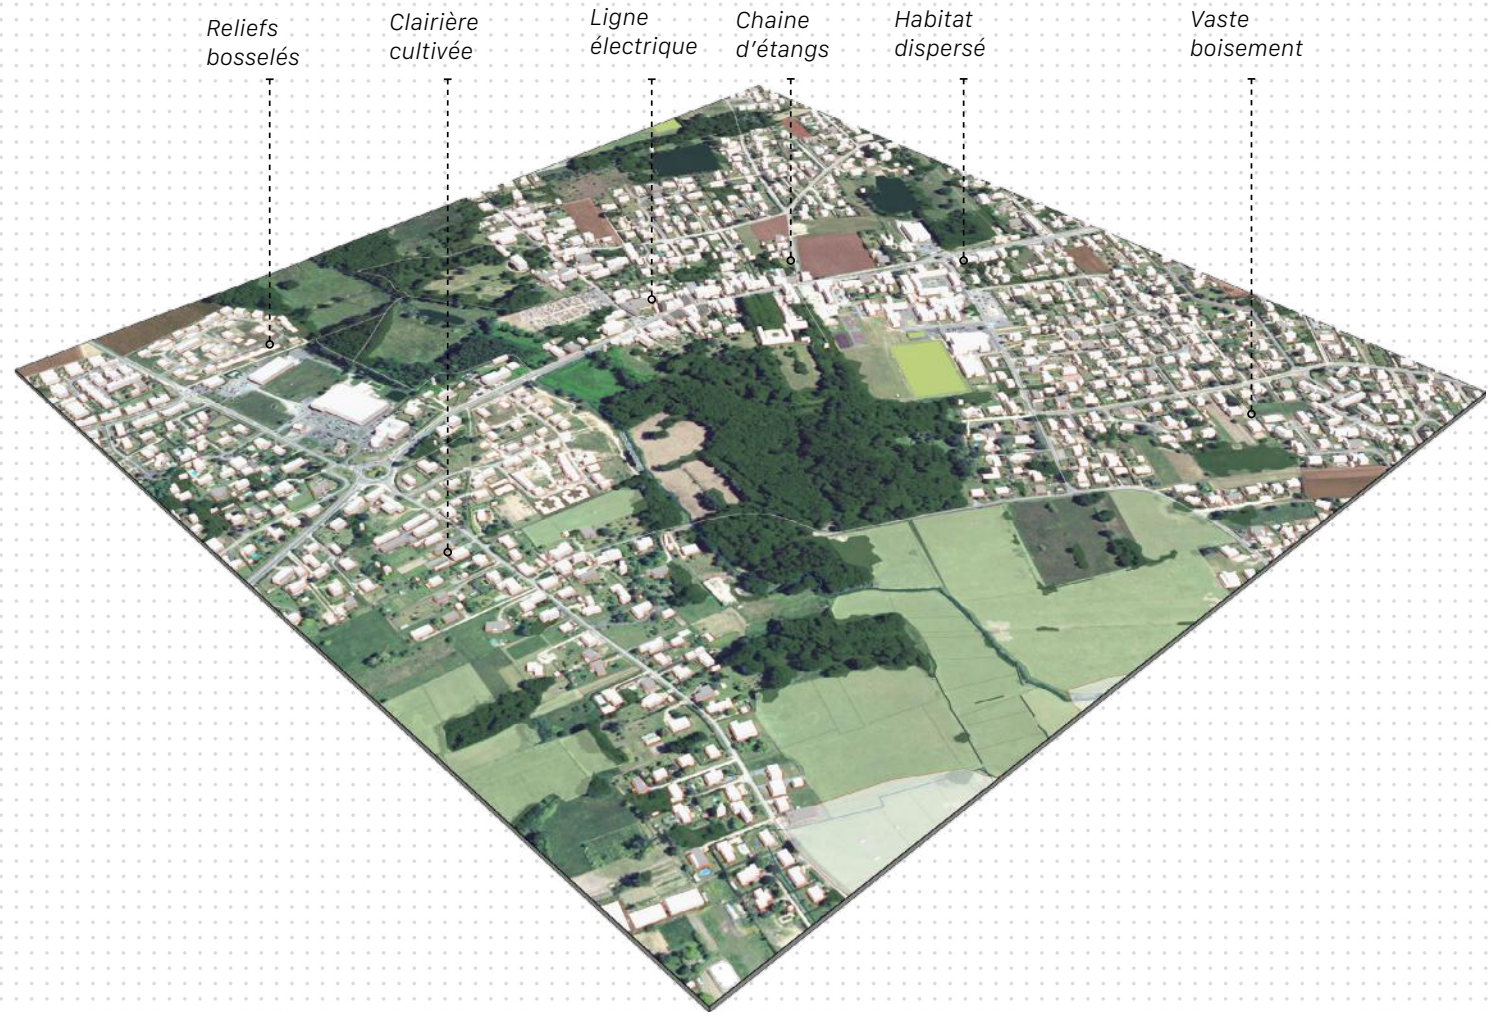 Reliefs
bosselés
Clairière
cultivée
Ligne
électrique
Chaine
d'étangs
Habitat
dispersé
Vaste
boisement